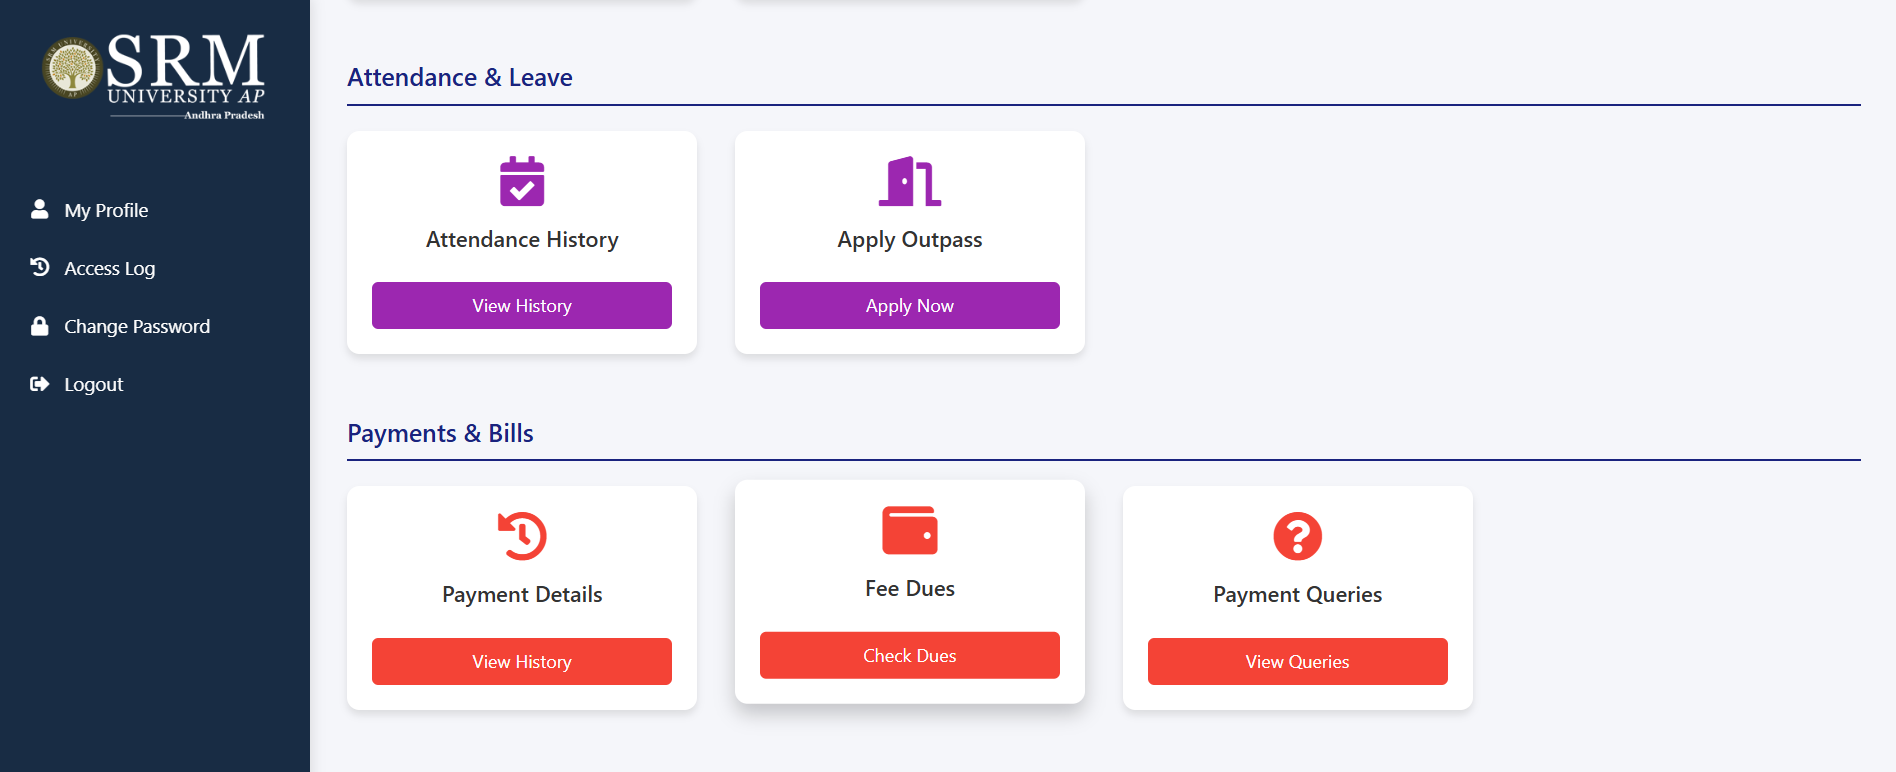 SRM
UNIVERSITY AP
Andhra Pradesh
My Profile
Access Log
Change Password
Logout
Attendance & Leave
Attendance History
View History
Apply Outpass
Apply Now
Payments & Bills
Payment Details
View History
Fee Dues
Check Dues
Payment Queries
View Queries